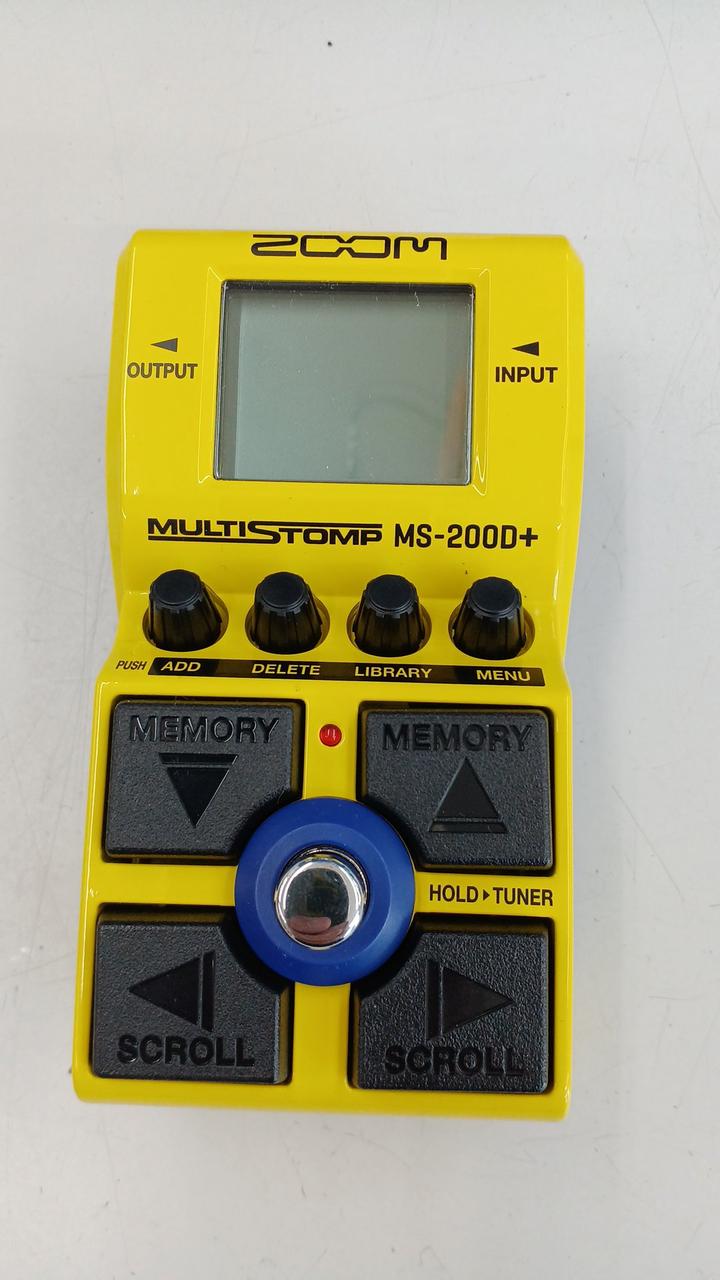 ZOOM
OUTPUT
INPUT
MULTISTOMP MS-200D+
PUSH ADD DELETE LIBRARY MENU
MEMORY
MEMORY
HOLD▸TUNER
SCROLL
SCROLL